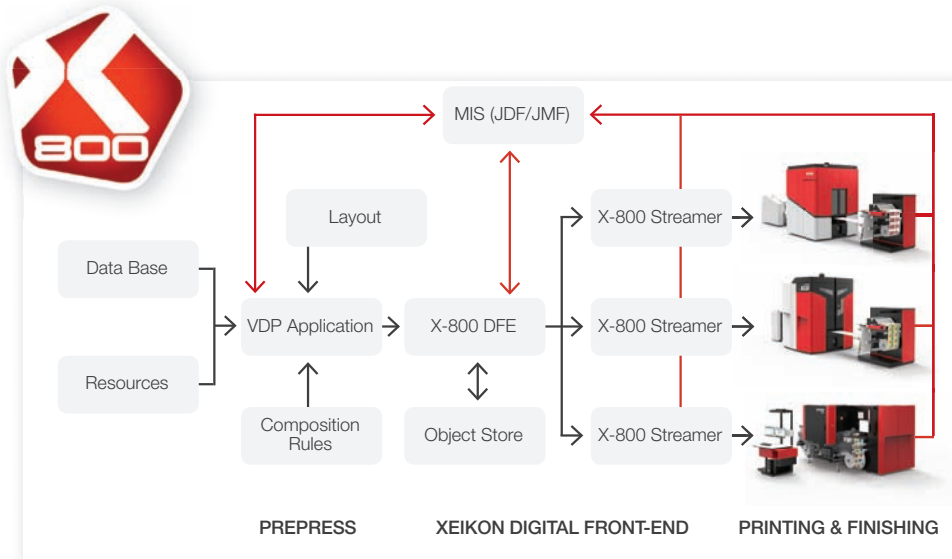 X
800
MIS (JDF/JMF)
Layout
X-800 Streamer
Data Base
VDP Application
X-800 DFE
X-800 Streamer
Resources
Composition
Rules
Object Store
X-800 Streamer
PREPRESS
XEIKON DIGITAL FRONT-END
PRINTING & FINISHING